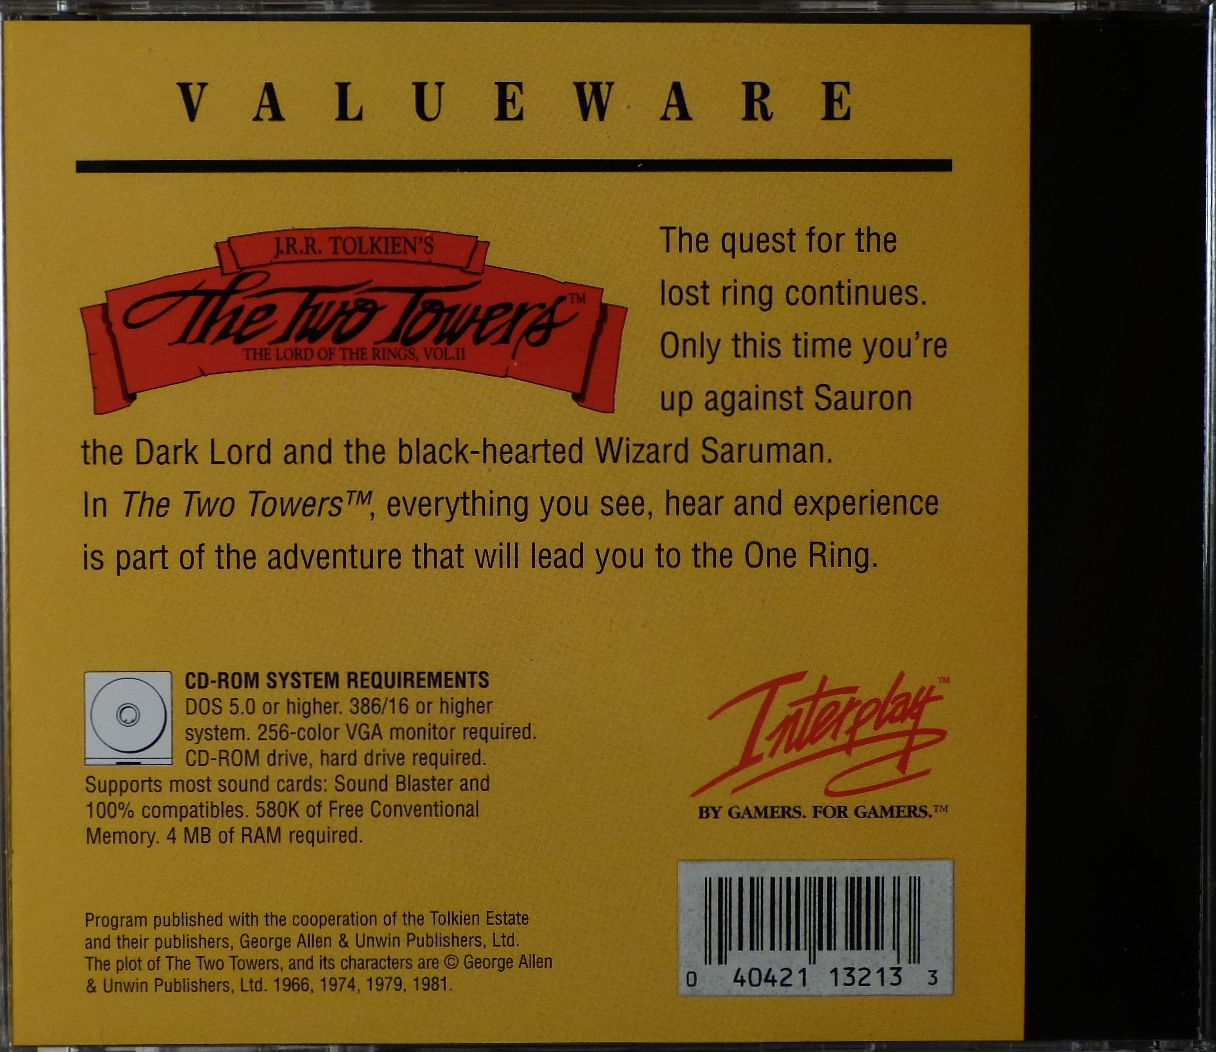 VALUEWARE
J.R.R. TOLKIEN'S
The Two Towers™
THE LORD OF THE RINGS, VOL.II
The quest for the
lost ring continues.
Only this time you're
up against Sauron
the Dark Lord and the black-hearted Wizard Saruman.
In The Two Towers™, everything you see, hear and experience
is part of the adventure that will lead you to the One Ring.
CD-ROM SYSTEM REQUIREMENTS
DOS 5.0 or higher. 386/16 or higher
system. 256-color VGA monitor required.
CD-ROM drive, hard drive required.
Supports most sound cards: Sound Blaster and
100% compatibles. 580K of Free Conventional
Memory. 4 MB of RAM required.
Interplay™
BY GAMERS. FOR GAMERS.™
Program published with the cooperation of the Tolkien Estate
and their publishers, George Allen & Unwin Publishers, Ltd.
The plot of The Two Towers, and its characters are © George Allen
& Unwin Publishers, Ltd. 1966, 1974, 1979, 1981.
0 40421 13213 3